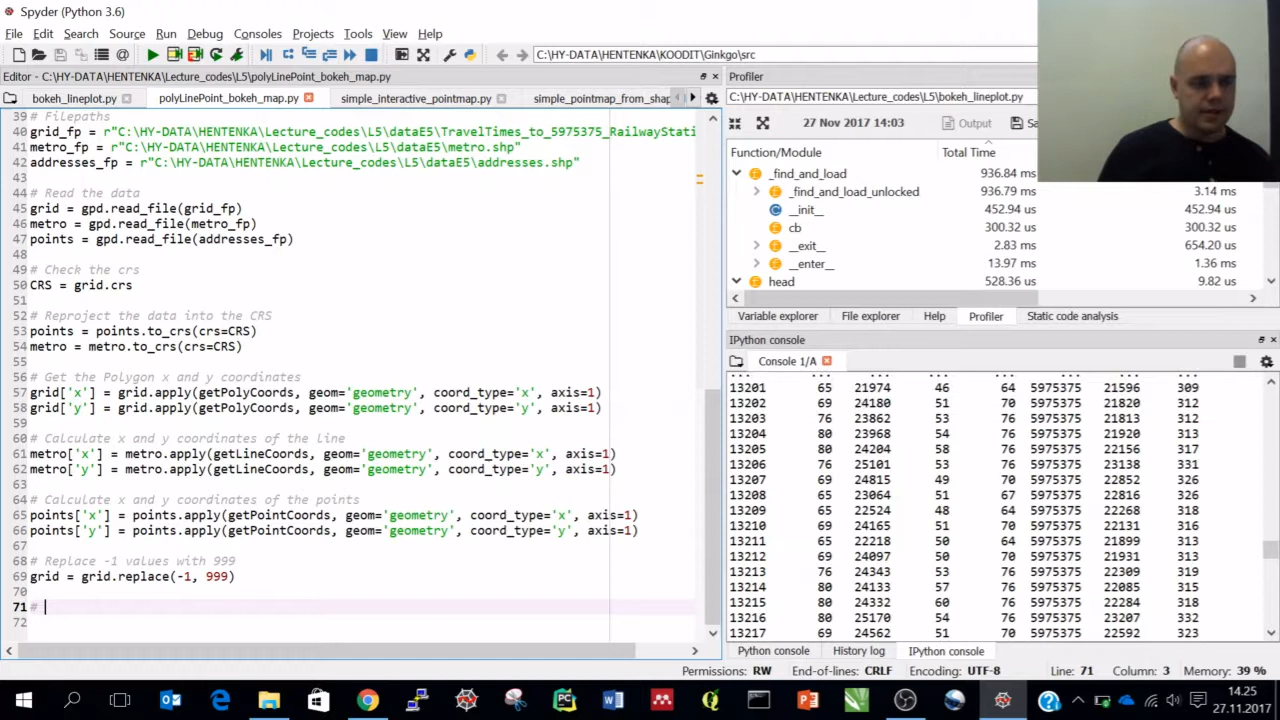 Spyder (Python 3.6)
File Edit Search Source Run Debug Consoles Projects Tools View Help
C:\HY-DATA\HENTENKA\KOODIT\Ginkgo\src
Editor - C:\HY-DATA\HENTENKA\Lecture_codes\L5\polyLinePoint_bokeh_map.py
bokeh_lineplot.py polyLinePoint_bokeh_map.py simple_interactive_pointmap.py simple_pointmap_from_shap
39 # Filepaths
40 grid_fp = r"C:\HY-DATA\HENTENKA\Lecture_codes\L5\dataE5\TravelTimes_to_5975375_RailwayStati
41 metro_fp = r"C:\HY-DATA\HENTENKA\Lecture_codes\L5\dataE5\metro.shp"
42 addresses_fp = r"C:\HY-DATA\HENTENKA\Lecture_codes\L5\dataE5\addresses.shp"
43
44 # Read the data
45 grid = gpd.read_file(grid_fp)
46 metro = gpd.read_file(metro_fp)
47 points = gpd.read_file(addresses_fp)
48
49 # Check the crs
50 CRS = grid.crs
51
52 # Reproject the data into the CRS
53 points = points.to_crs(crs=CRS)
54 metro = metro.to_crs(crs=CRS)
55
56 # Get the Polygon x and y coordinates
57 grid['x'] = grid.apply(getPolyCoords, geom='geometry', coord_type='x', axis=1)
58 grid['y'] = grid.apply(getPolyCoords, geom='geometry', coord_type='y', axis=1)
59
60 # Calculate x and y coordinates of the line
61 metro['x'] = metro.apply(getLineCoords, geom='geometry', coord_type='x', axis=1)
62 metro['y'] = metro.apply(getLineCoords, geom='geometry', coord_type='y', axis=1)
63
64 # Calculate x and y coordinates of the points
65 points['x'] = points.apply(getPointCoords, geom='geometry', coord_type='x', axis=1)
66 points['y'] = points.apply(getPointCoords, geom='geometry', coord_type='y', axis=1)
67
68 # Replace -1 values with 999
69 grid = grid.replace(-1, 999)
70
71 #
72
Profiler
C:\HY-DATA\HENTENKA\Lecture_codes\L5\bokeh_lineplot.py
27 Nov 2017 14:03 Output Sa
Function/Module Total Time
_find_and_load 936.84 ms
_find_and_load_unlocked 936.79 ms 3.14 ms
__init__ 452.94 us 452.94 us
cb 300.32 us 300.32 us
__exit__ 2.83 ms 654.20 us
__enter__ 13.97 ms 1.36 ms
head 528.36 ms 9.82 ms
Variable explorer File explorer Help Profiler Static code analysis
IPython console
Console 1/A
... ... ... ... ... ... ... ...
13201 65 21974 46 64 5975375 21596 309
13202 69 24180 51 70 5975375 21820 312
13203 76 23862 53 76 5975375 21813 312
13204 80 23968 54 76 5975375 21920 313
13205 80 24204 58 76 5975375 22156 317
13206 76 25101 53 76 5975375 23138 331
13207 69 24815 49 70 5975375 22852 326
13208 65 23064 51 67 5975375 22816 326
13209 65 22524 48 64 5975375 22268 318
13210 69 24165 51 70 5975375 22131 316
13211 65 22218 50 64 5975375 21899 313
13212 69 24097 50 70 5975375 21931 313
13213 76 24343 53 76 5975375 22309 319
13214 80 24133 57 76 5975375 22085 315
13215 80 24332 60 76 5975375 22284 318
13216 80 25170 54 76 5975375 23207 332
13217 69 24562 51 70 5975375 22592 323
Python console History log IPython console
Permissions: RW End-of-lines: CRLF Encoding: UTF-8 Line: 71 Column: 3 Memory: 39 %
14.25
27.11.2017